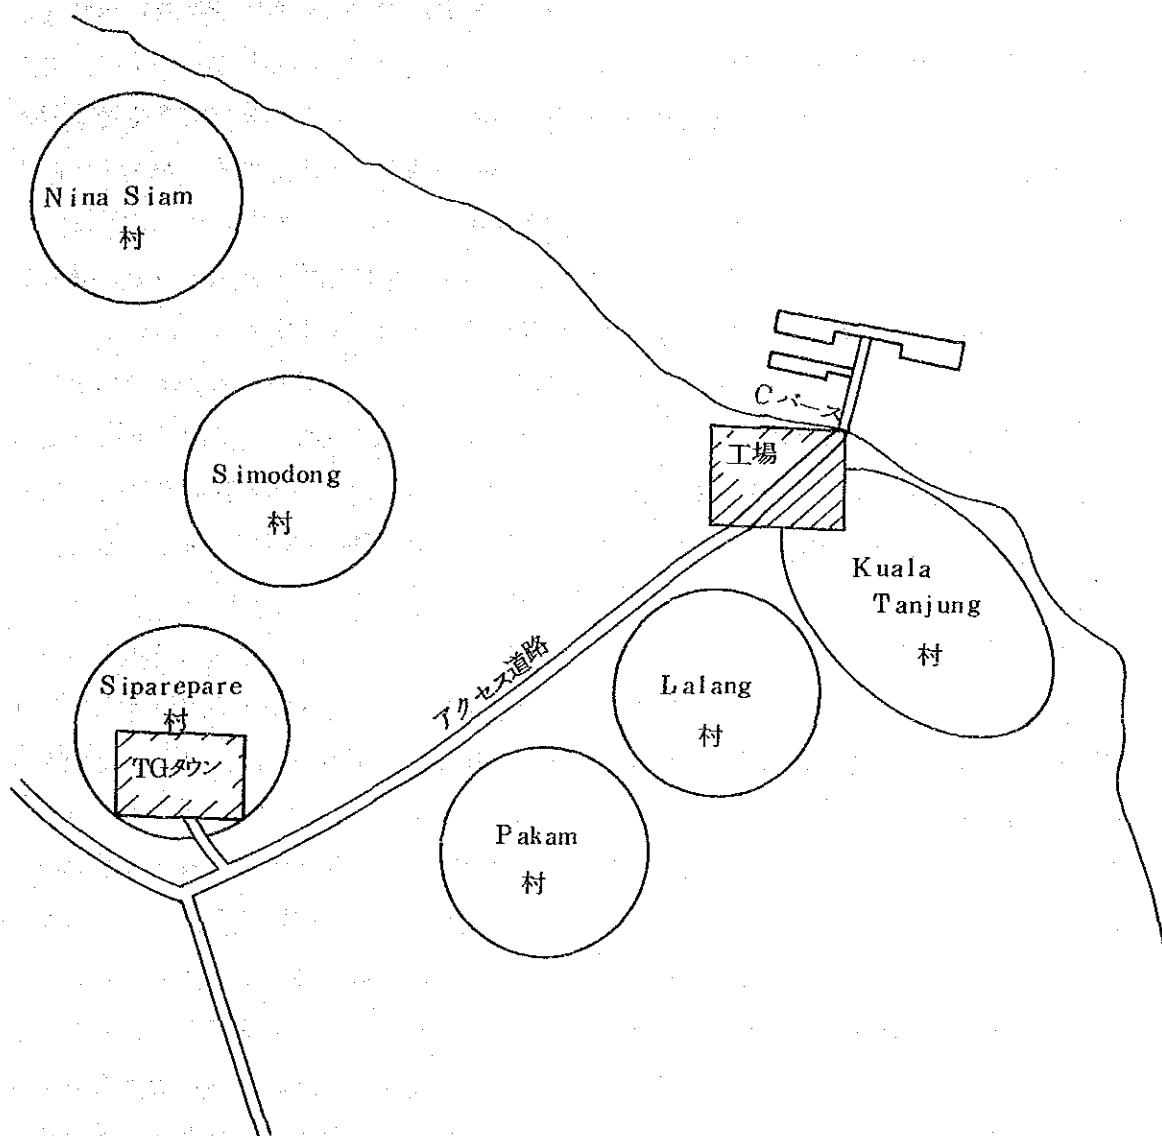 Nina Siam
村
Cバース
工場
Simodong
村
Kuala
Tanjung
村
アクセス道路
Siparepare
村
TGタウン
Lalang
村
Pakam
村